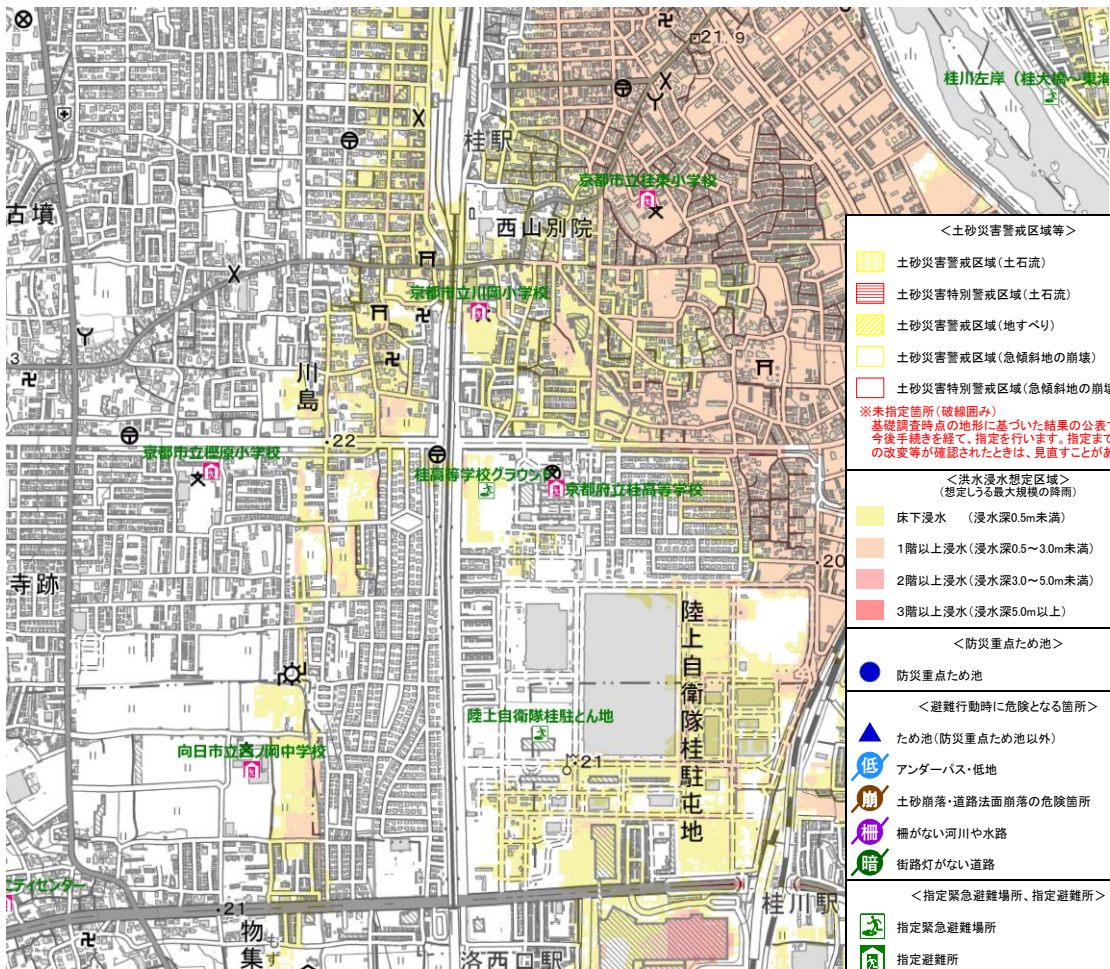 21.9
桂川左岸(桂大橋~東海
桂駅
京都市立桂東小学校
古墳
西山別院
京都市立川岡小学校
3
川島
22
京都市立樫原小学校
桂高等学校グラウンド
京都府立桂高等学校
20
寺跡
陸上自衛隊桂駐屯地
陸上自衛隊桂駐とん地
21
向日市立西ノ岡中学校
ニティセンター
21
物集
もず
洛西口駅
桂川駅
<土砂災害警戒区域等>
土砂災害警戒区域(土石流)
土砂災害特別警戒区域(土石流)
土砂災害警戒区域(地すべり)
土砂災害警戒区域(急傾斜地の崩壊)
土砂災害特別警戒区域(急傾斜地の崩壊
※未指定箇所(破線囲み)
基礎調査時点の地形に基づいた結果の公表で
今後手続きを経て、指定を行います。指定まで
の改変等が確認されたときは、見直すことがあ
<洪水浸水想定区域>
(想定しうる最大規模の降雨)
床下浸水 (浸水深0.5m未満)
1階以上浸水(浸水深0.5~3.0m未満)
2階以上浸水(浸水深3.0~5.0m未満)
3階以上浸水(浸水深5.0m以上)
<防災重点ため池>
防災重点ため池
<避難行動時に危険となる箇所>
ため池(防災重点ため池以外)
低 アンダーパス・低地
崩 土砂崩落・道路法面崩落の危険箇所
柵 柵がない河川や水路
暗 街路灯がない道路
<指定緊急避難場所、指定避難所>
指定緊急避難場所
指定避難所